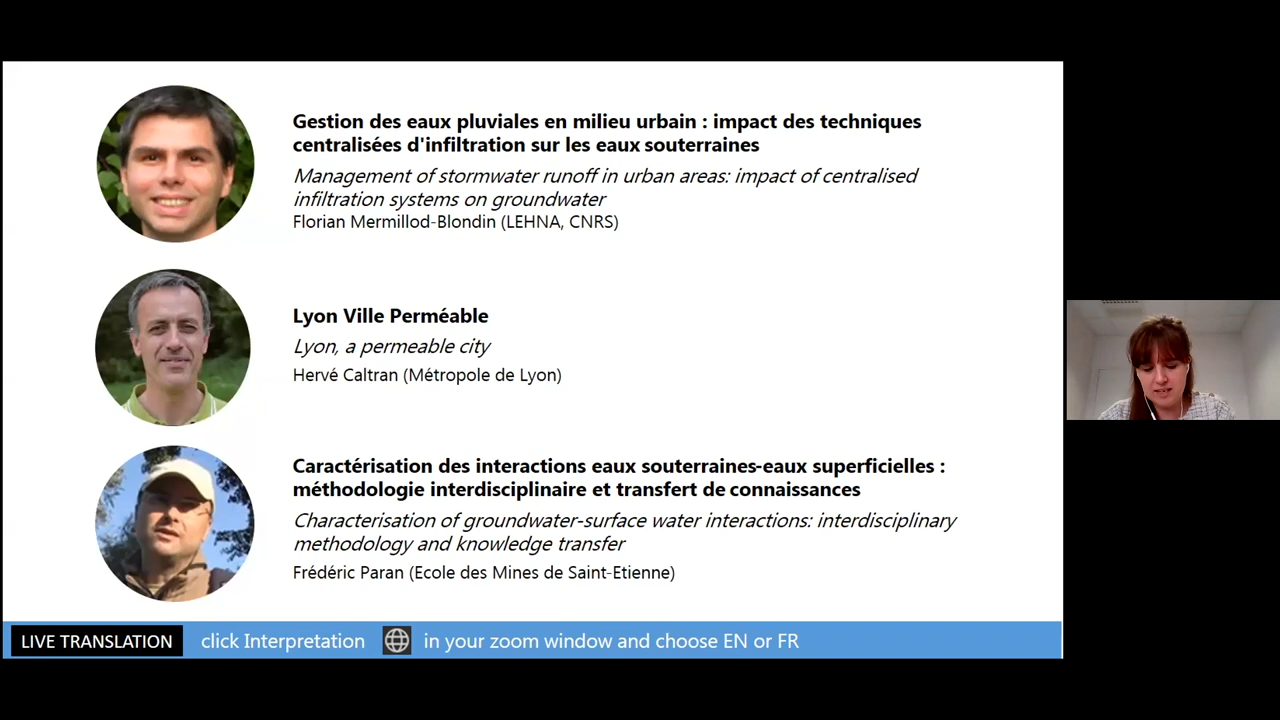 Gestion des eaux pluviales en milieu urbain : impact des techniques
centralisées d'infiltration sur les eaux souterraines
Management of stormwater runoff in urban areas: impact of centralised
infiltration systems on groundwater
Florian Mermillod-Blondin (LEHNA, CNRS)
Lyon Ville Perméable
Lyon, a permeable city
Hervé Caltran (Métropole de Lyon)
Caractérisation des interactions eaux souterraines-eaux superficielles :
méthodologie interdisciplinaire et transfert de connaissances
Characterisation of groundwater-surface water interactions: interdisciplinary
methodology and knowledge transfer
Frédéric Paran (Ecole des Mines de Saint-Etienne)
LIVE TRANSLATION click Interpretation in your zoom window and choose EN or FR